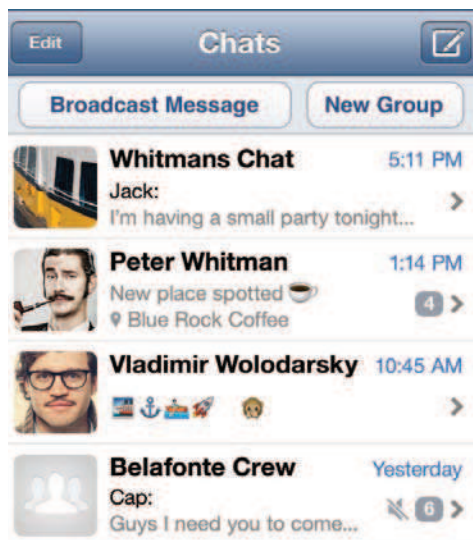 Edit
Chats
Broadcast Message
New Group
Whitmans Chat
5:11 PM
Jack:
I'm having a small party tonight...
Peter Whitman
1:14 PM
New place spotted ☕
Blue Rock Coffee
4
Vladimir Wolodarsky
10:45 AM
Belafonte Crew
Yesterday
Cap:
6
Guys I need you to come...